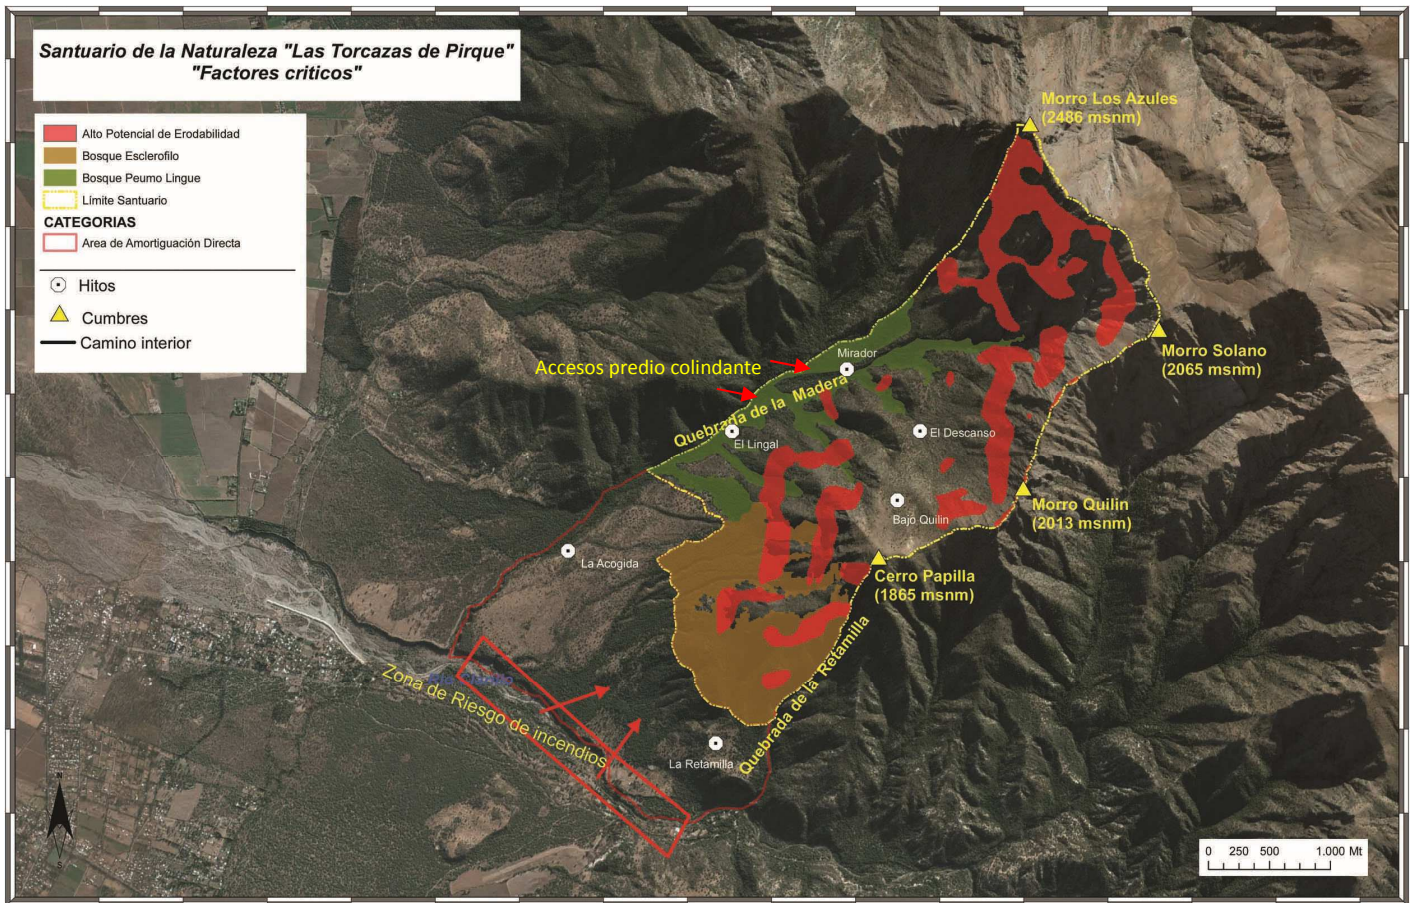 Santuario de la Naturaleza "Las Torcazas de Pirque"
"Factores criticos"
Alto Potencial de Erodabilidad
Bosque Esclerofilo
Bosque Peumo Lingue
Límite Santuario
CATEGORIAS
Area de Amortiguación Directa
Hitos
Cumbres
Camino interior
Morro Los Azules
(2486 msnm)
Morro Solano
(2065 msnm)
Mirador
Accesos predio colindante
Quebrada de la Madera
El Lingal
El Descanso
Morro Quilin
(2013 msnm)
Bajo Quilin
La Acogida
Cerro Papilla
(1865 msnm)
Quebrada de la Retamilla
Zona de Riesgo de incendios
La Retamilla
N
S
0 250 500 1.000 Mt